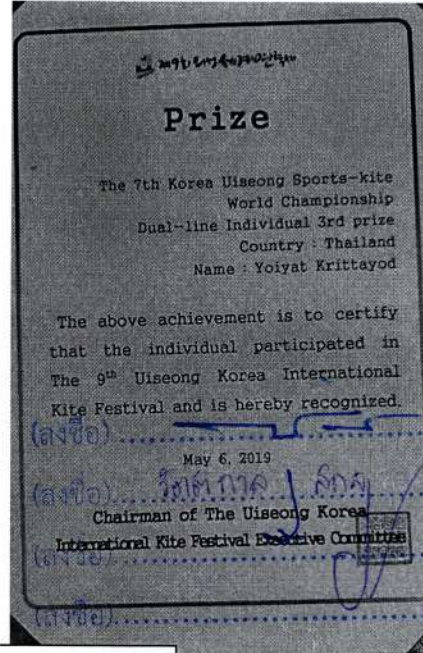 Prize
The 7th Korea Uiseong Sports-kite
World Championship
Dual-line Individual 3rd prize
Country : Thailand
Name : Yoiyat Krittayod
The above achievement is to certify
that the individual participated in
The 9th Uiseong Korea International
Kite Festival and is hereby recognized.
(ลงชื่อ)
May 6, 2019
(ลงชื่อ)
Chairman of The Uiseong Korea
International Kite Festival Executive Committee
(ลงชื่อ)
(ลงชื่อ)